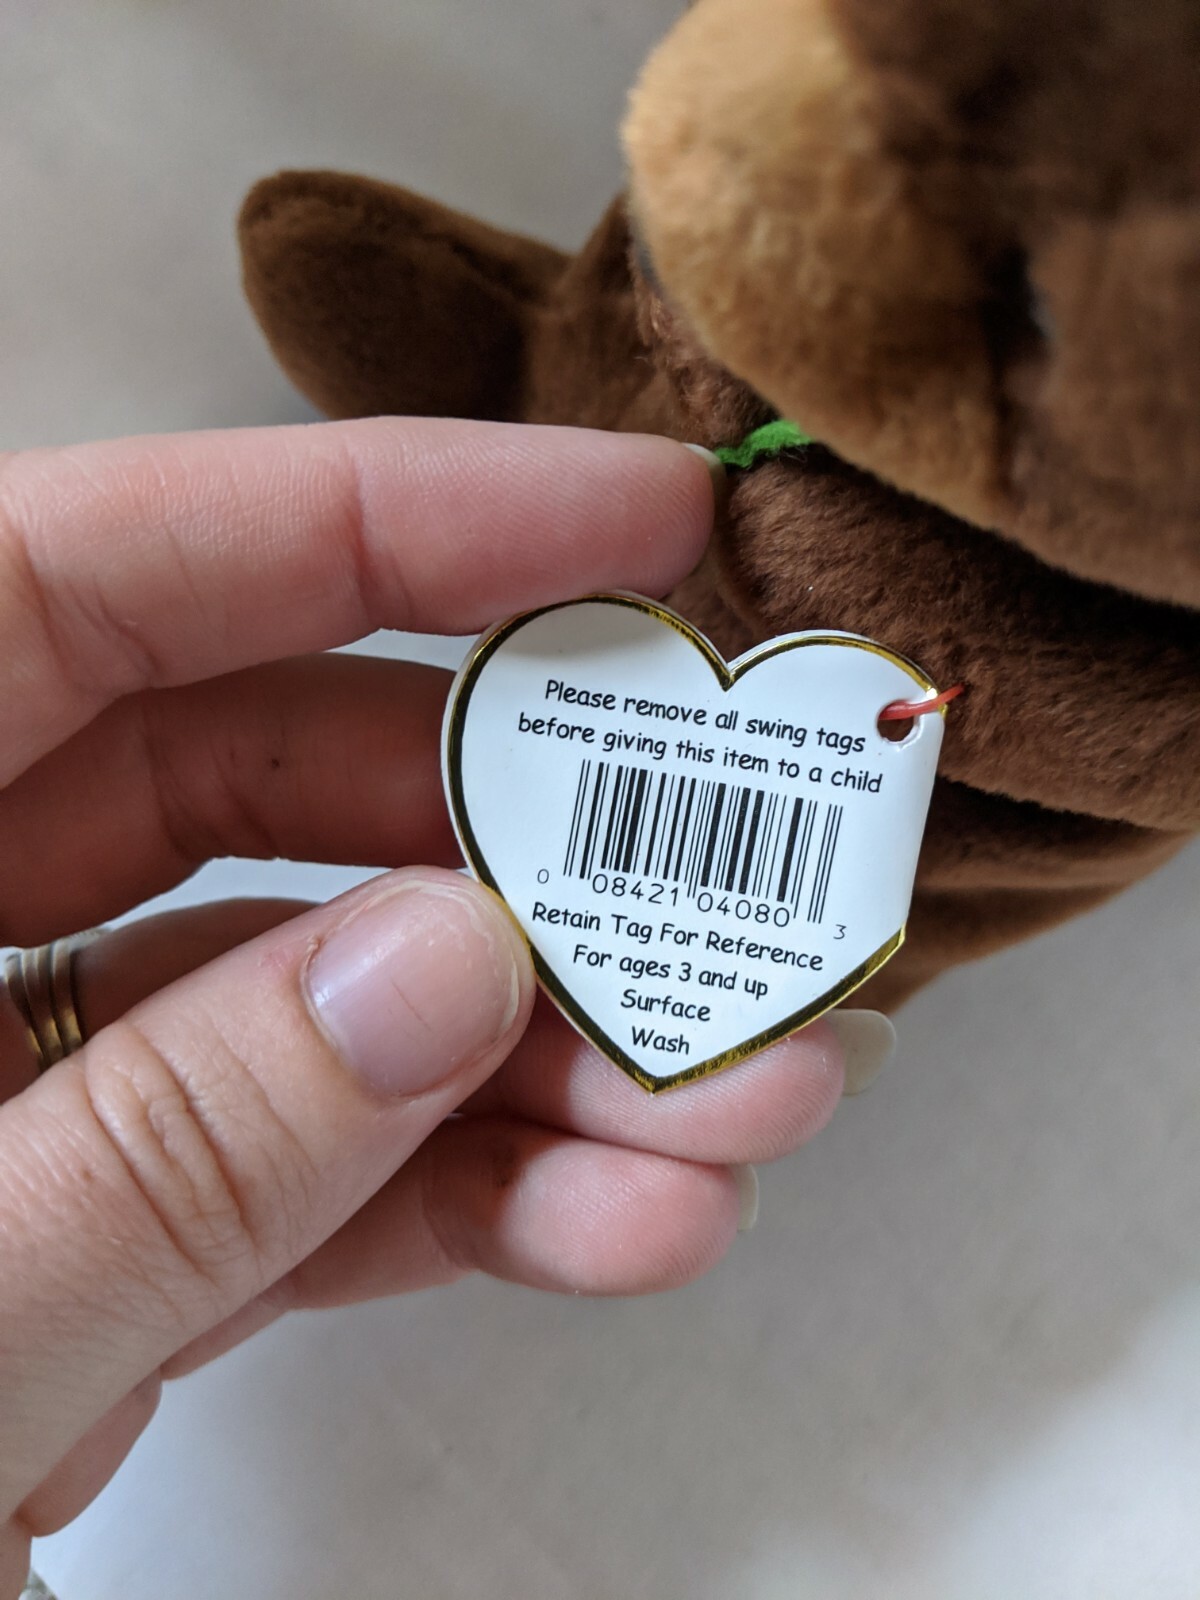 Please remove all swing tags
before giving this item to a child
0 08421 04080 3
Retain Tag For Reference
For ages 3 and up
Surface
Wash